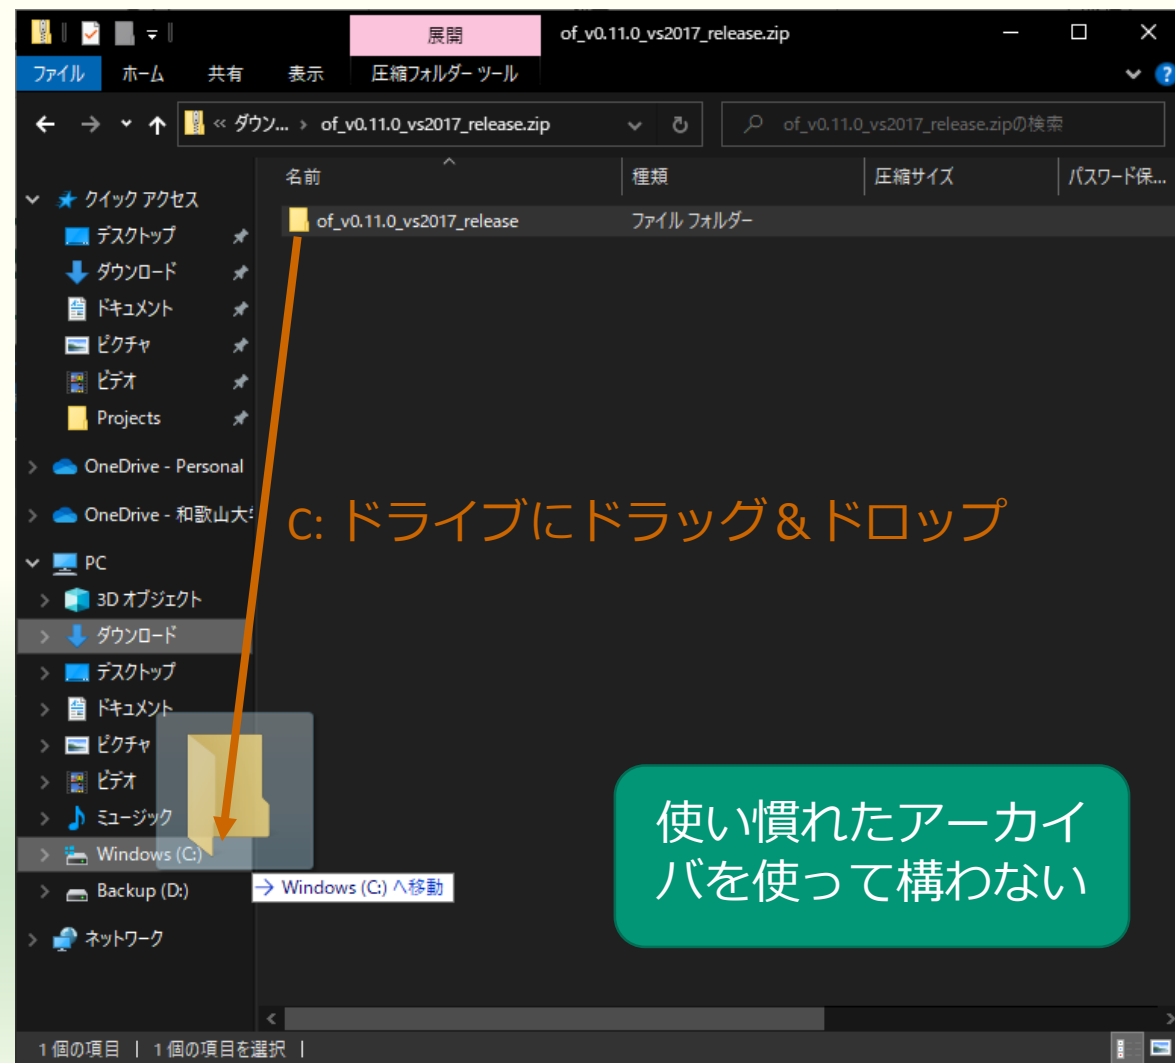 展開
of_v0.11.0_vs2017_release.zip
ファイル ホーム 共有 表示 圧縮フォルダー ツール
« ダウン... › of_v0.11.0_vs2017_release.zip
of_v0.11.0_vs2017_release.zipの検索
名前 種類 圧縮サイズ パスワード保...
クイック アクセス
of_v0.11.0_vs2017_release ファイル フォルダー
デスクトップ
ダウンロード
ドキュメント
ピクチャ
ビデオ
Projects
OneDrive - Personal
OneDrive - 和歌山大
C: ドライブにドラッグ＆ドロップ
PC
3D オブジェクト
ダウンロード
デスクトップ
ドキュメント
ピクチャ
ビデオ
ミュージック
Windows (C:)
Backup (D:)
→ Windows (C:) へ移動
ネットワーク
使い慣れたアーカイ
バを使って構わない
1 個の項目 | 1 個の項目を選択 |